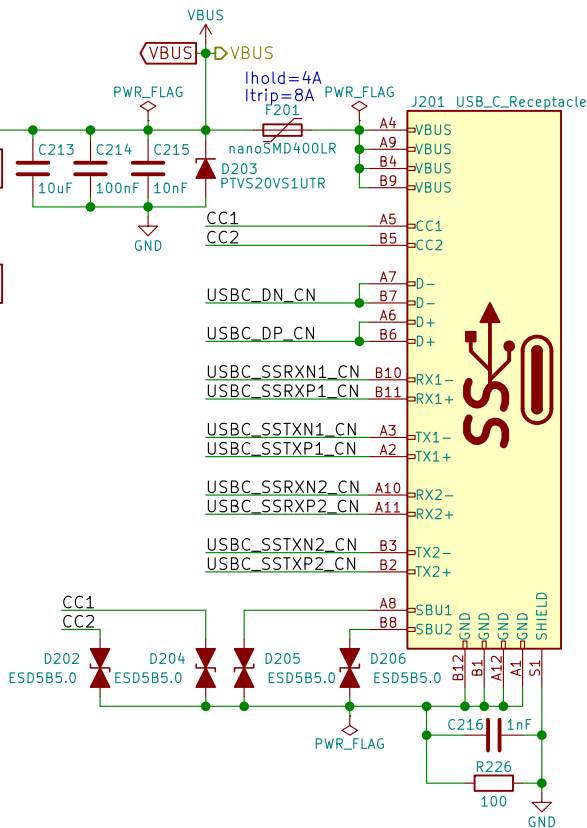 VBUS
VBUS VBUS
Ihold=4A
Itrip=8A
PWR_FLAG PWR_FLAG
F201
J201 USB_C_Receptacle
nanoSMD400LR
C213 C214 C215
10uF 100nF 10nF
D203
PTVS20VS1UTR
GND
A4 VBUS
A9 VBUS
B4 VBUS
B9 VBUS
CC1 A5 CC1
CC2 B5 CC2
A7 D-
USBC_DN_CN B7 D-
A6 D+
USBC_DP_CN B6 D+
USBC_SSRXN1_CN B10 RX1-
USBC_SSRXP1_CN B11 RX1+
USBC_SSTXN1_CN A3 TX1-
USBC_SSTXP1_CN A2 TX1+
USBC_SSRXN2_CN A10 RX2-
USBC_SSRXP2_CN A11 RX2+
USBC_SSTXN2_CN B3 TX2-
USBC_SSTXP2_CN B2 TX2+
SS
CC1 A8 SBU1
CC2 B8 SBU2
GND GND GND GND SHIELD
B12 B1 A12 A1 S1
D202 D204 D205 D206
ESD5B5.0 ESD5B5.0 ESD5B5.0 ESD5B5.0
PWR_FLAG
C216 1nF
R226
100
GND